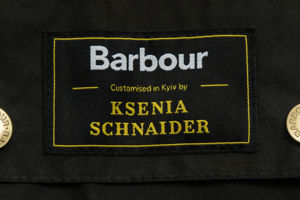 Barbour
Customised in Kyiv by
KSENIA
SCHNAIDER